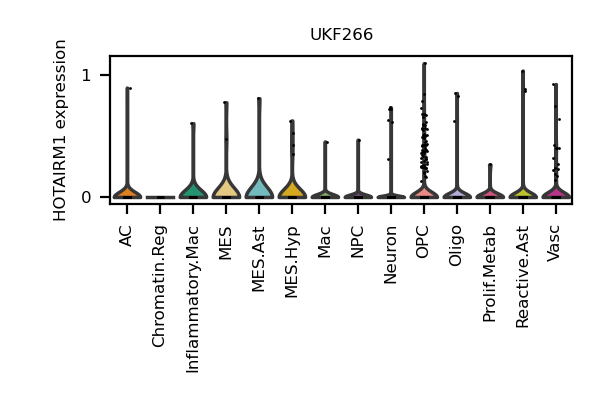 UKF266
HOTAIRM1 expression
1
0
AC
Chromatin.Reg
Inflammatory.Mac
MES
MES.Ast
MES.Hyp
Mac
NPC
Neuron
OPC
Oligo
Prolif.Metab
Reactive.Ast
Vasc